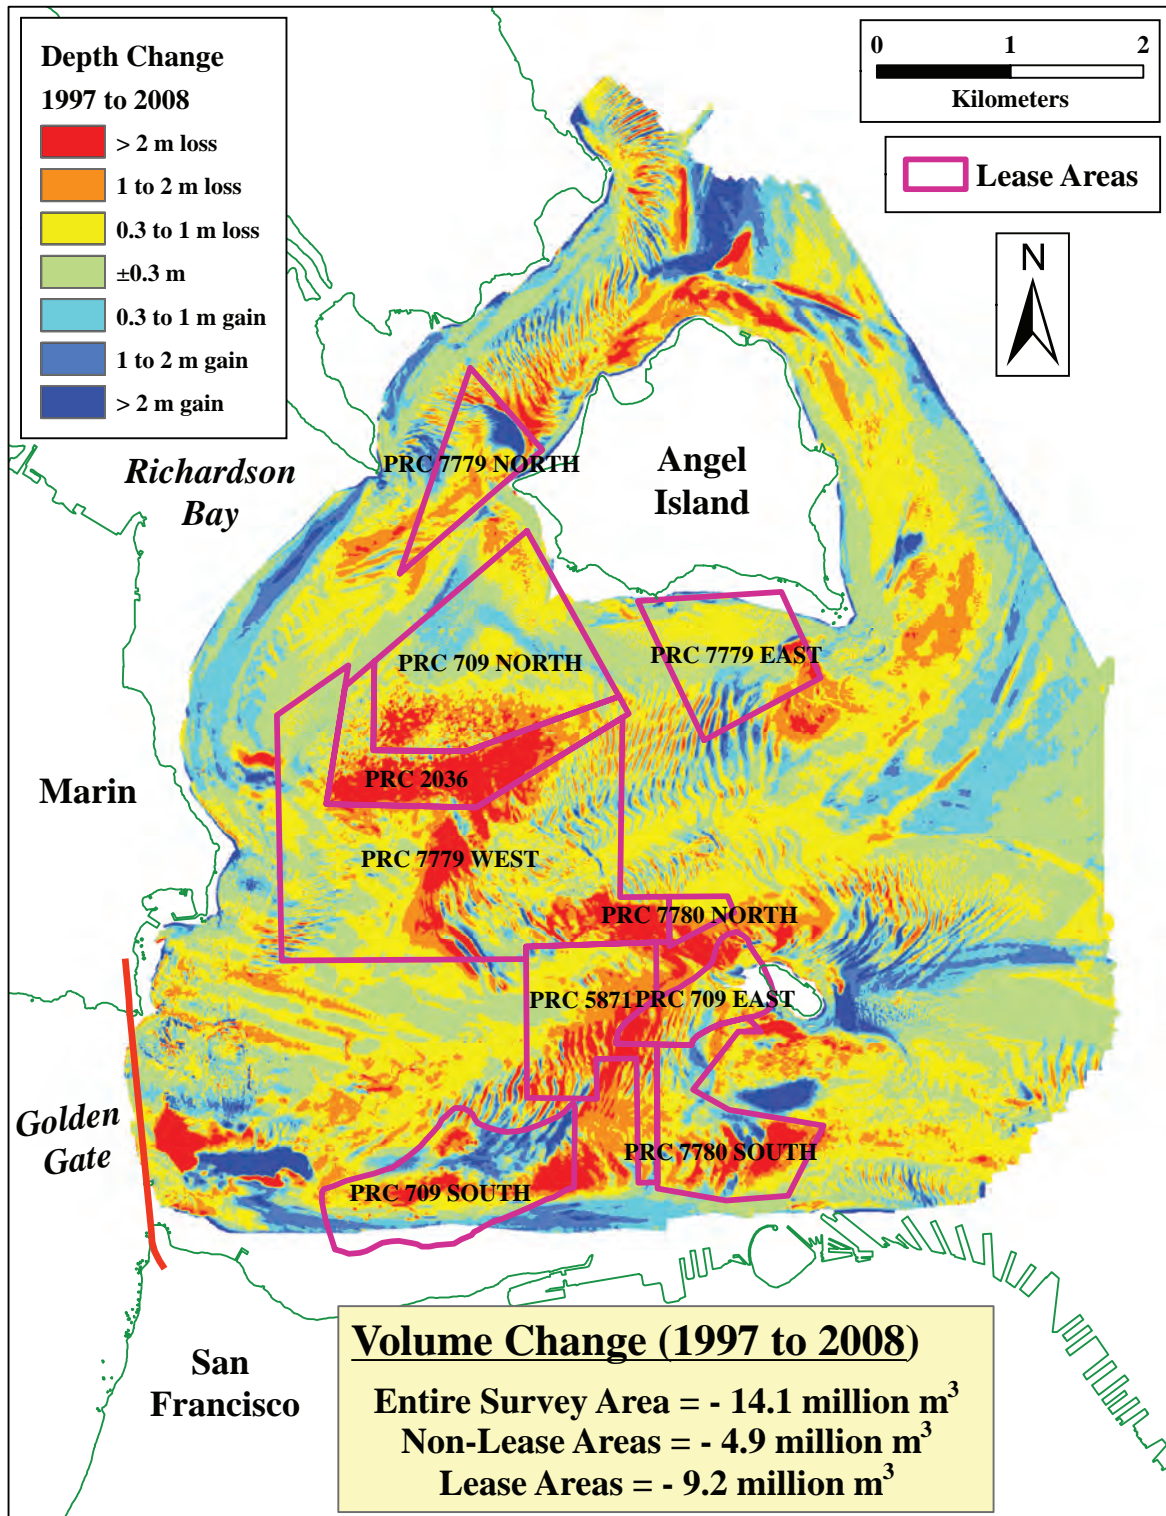 Depth Change
1997 to 2008
> 2 m loss
1 to 2 m loss
0.3 to 1 m loss
±0.3 m
0.3 to 1 m gain
1 to 2 m gain
> 2 m gain
0 1 2
Kilometers
Lease Areas
N
Richardson
Bay
PRC 7779 NORTH
Angel
Island
PRC 709 NORTH
PRC 7779 EAST
Marin
PRC 2036
PRC 7779 WEST
PRC 7780 NORTH
PRC 5871
PRC 709 EAST
Golden
Gate
PRC 7780 SOUTH
PRC 709 SOUTH
San
Francisco
Volume Change (1997 to 2008)
Entire Survey Area = - 14.1 million m³
Non-Lease Areas = - 4.9 million m³
Lease Areas = - 9.2 million m³